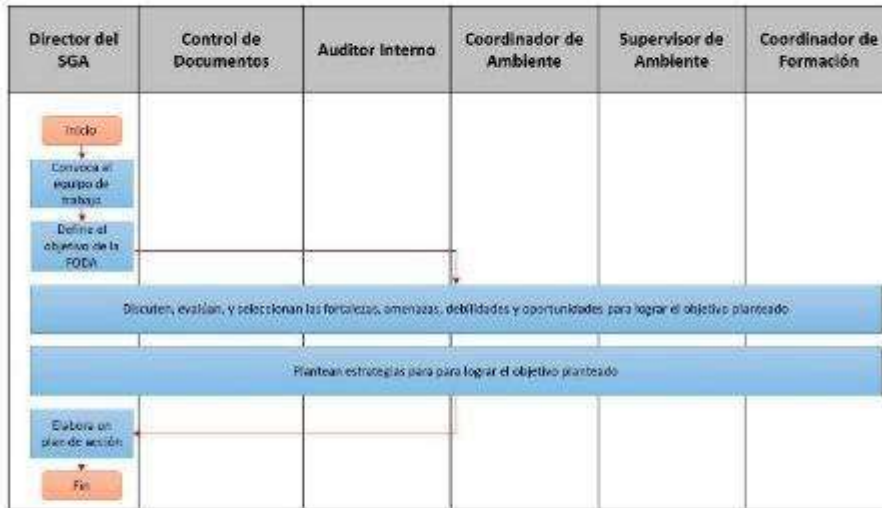 Director del
SGA
Control de
Documentos
Auditor Interno
Coordinador de
Ambiente
Supervisor de
Ambiente
Coordinador de
Formación
Inicio
Convoca al
equipo de
trabajo
Define el
objetivo de la
FODA
Discuten, evalúan, y seleccionan las fortalezas, amenazas, debilidades y oportunidades para lograr el objetivo planteado
Plantean estrategias para para lograr el objetivo planteado
Elabora un
plan de acción
Fin